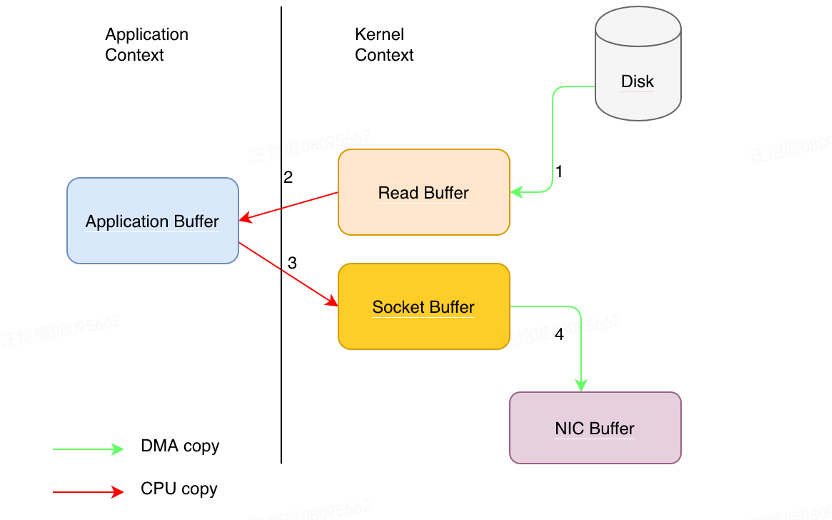 Application
Context
Kernel
Context
Disk
1
2
Read Buffer
Application Buffer
3
Socket Buffer
4
NIC Buffer
DMA copy
CPU copy